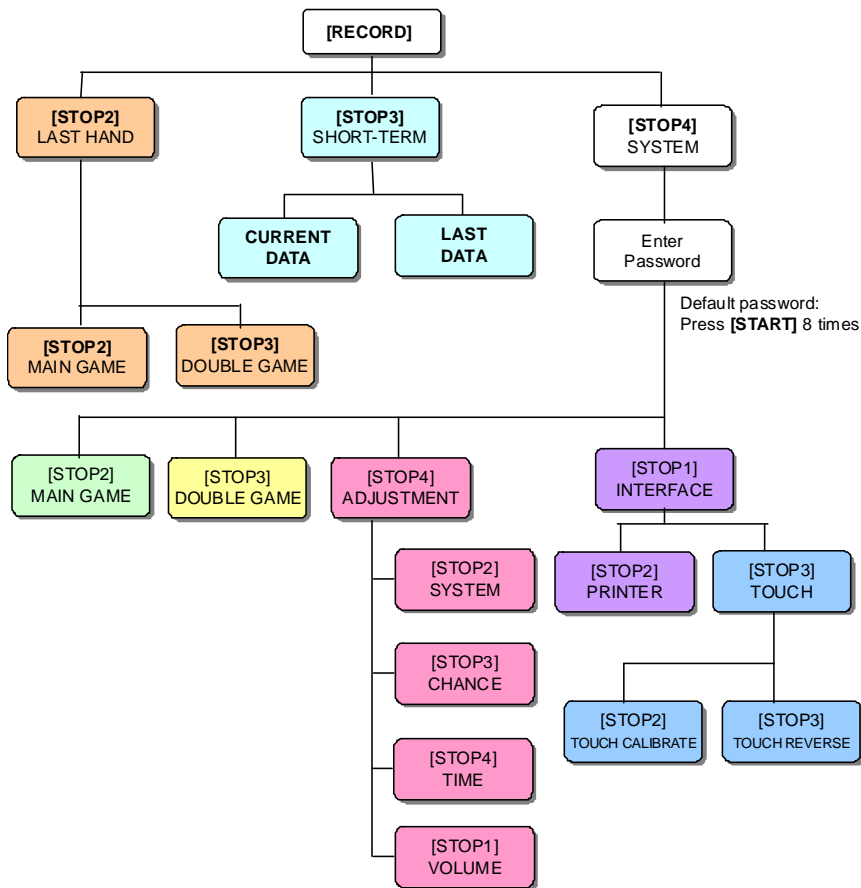 [RECORD]
[STOP2]
LAST HAND
[STOP3]
SHORT-TERM
[STOP4]
SYSTEM
CURRENT
DATA
LAST
DATA
Enter
Password
Default password:
Press [START] 8 times
[STOP2]
MAIN GAME
[STOP3]
DOUBLE GAME
[STOP2]
MAIN GAME
[STOP3]
DOUBLE GAME
[STOP4]
ADJUSTMENT
[STOP1]
INTERFACE
[STOP2]
SYSTEM
[STOP3]
CHANCE
[STOP4]
TIME
[STOP1]
VOLUME
[STOP2]
PRINTER
[STOP3]
TOUCH
[STOP2]
TOUCH CALIBRATE
[STOP3]
TOUCH REVERSE